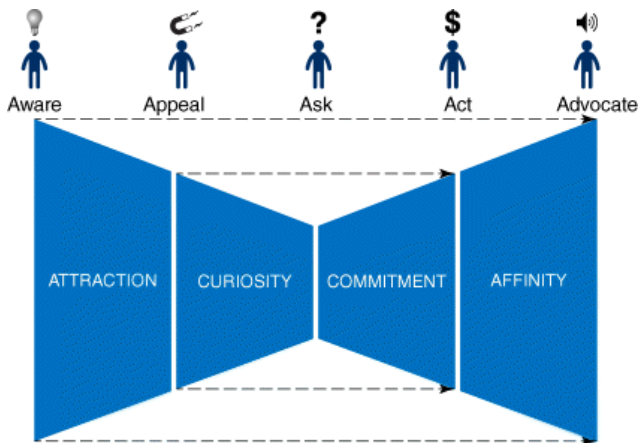 ? $
Aware Appeal Ask Act Advocate
ATTRACTION CURIOSITY COMMITMENT AFFINITY